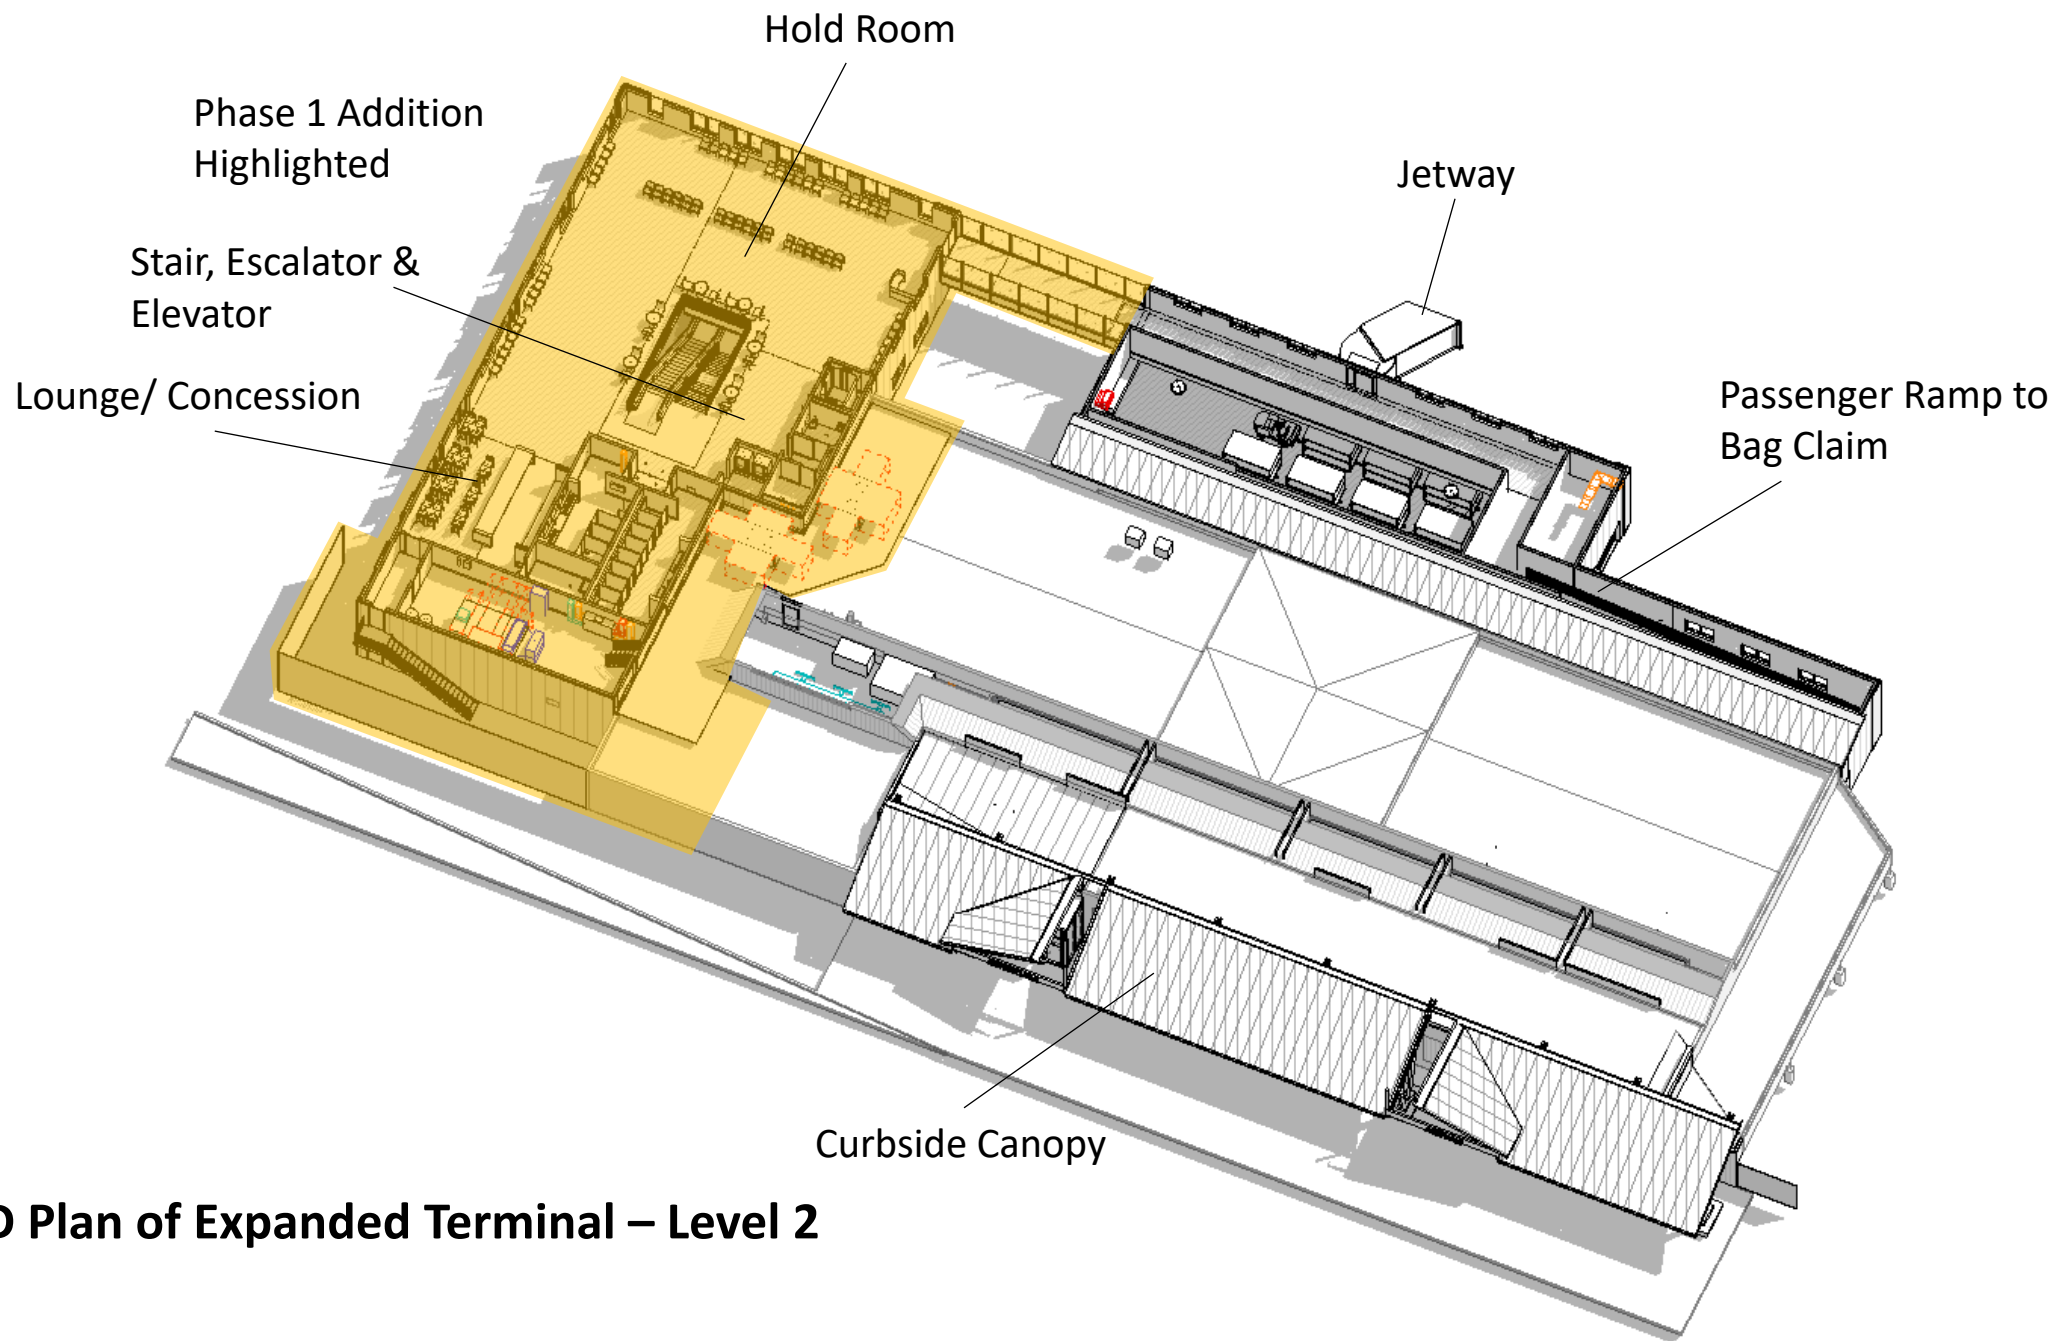 Hold Room
Phase 1 Addition
Highlighted
Jetway
Stair, Escalator &
Elevator
Lounge/ Concession
Passenger Ramp to
Bag Claim
Curbside Canopy
D Plan of Expanded Terminal – Level 2